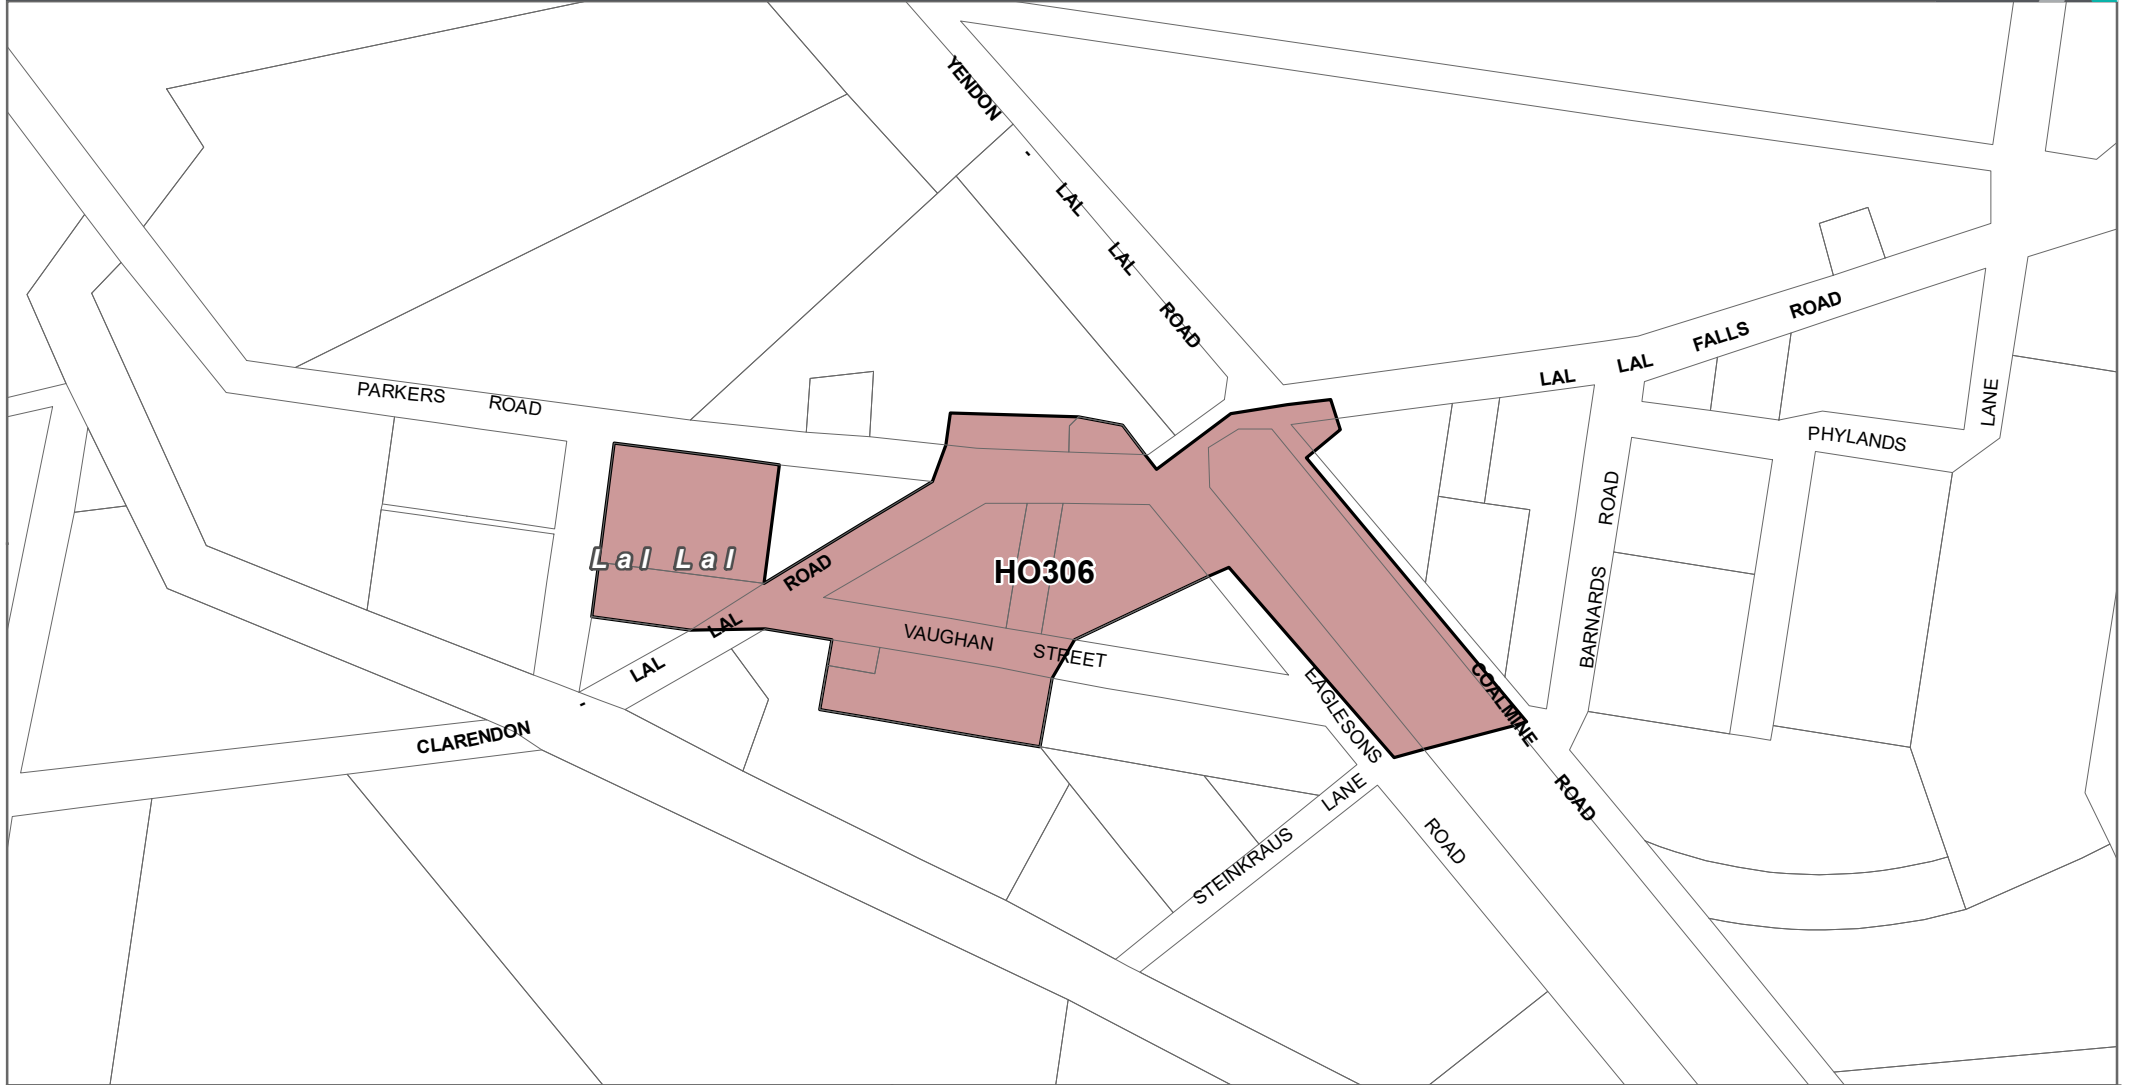 YENDON - LAL LAL ROAD
LAL LAL FALLS ROAD
PARKERS ROAD
PHYLANDS LANE
BARNARDS ROAD
Lal Lal
HO306
CLARENDON - LAL LAL ROAD
VAUGHAN STREET
EAGLESONS ROAD
COALMINE ROAD
STEINKRAUS LANE